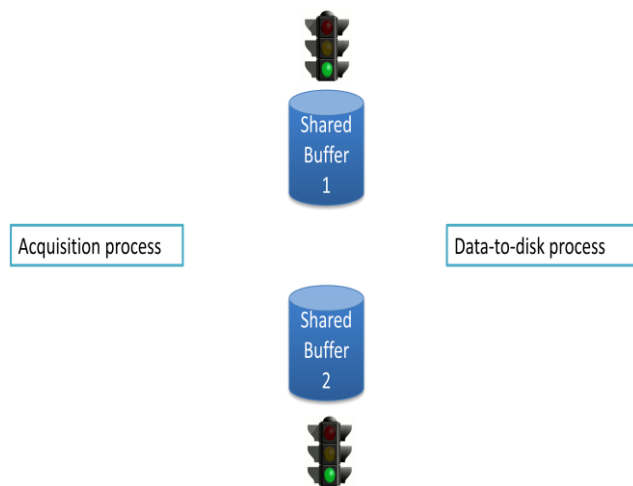 Shared
Buffer
1
Acquisition process
Data-to-disk process
Shared
Buffer
2